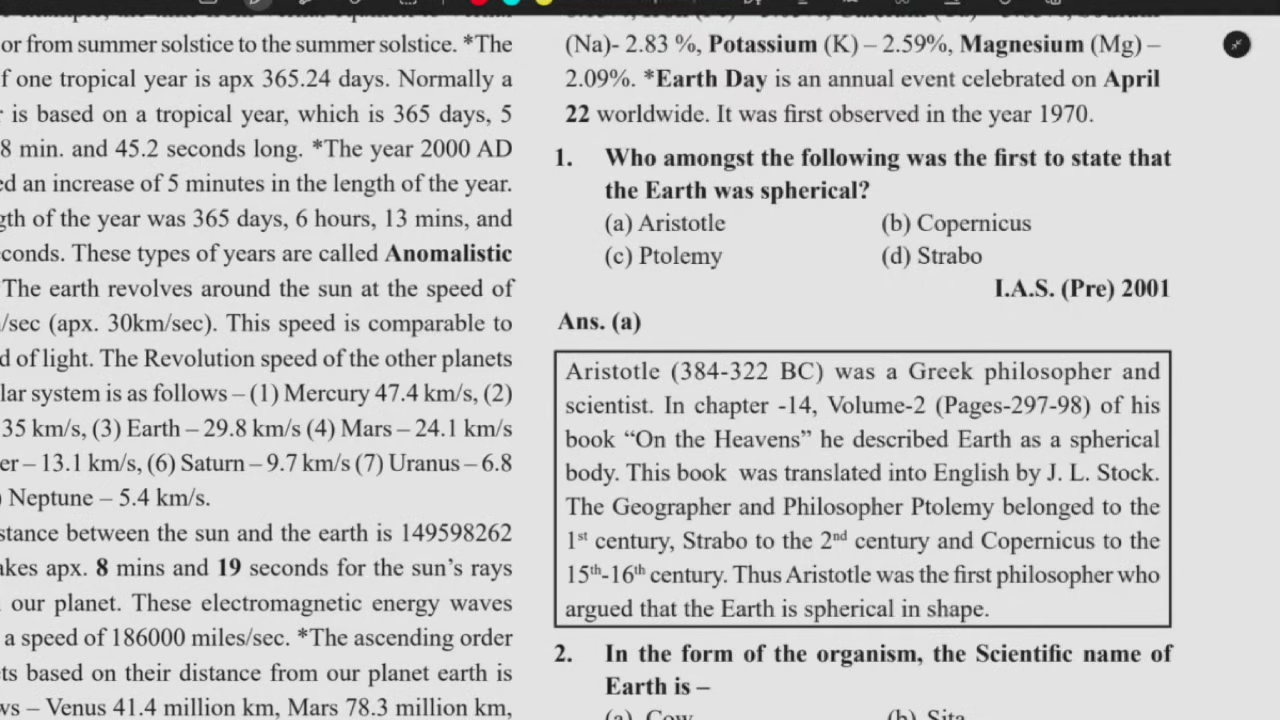 or from summer solstice to the summer solstice. *The
f one tropical year is apx 365.24 days. Normally a
is based on a tropical year, which is 365 days, 5
8 min. and 45.2 seconds long. *The year 2000 AD
ed an increase of 5 minutes in the length of the year.
gth of the year was 365 days, 6 hours, 13 mins, and
conds. These types of years are called Anomalistic
The earth revolves around the sun at the speed of
/sec (apx. 30km/sec). This speed is comparable to
d of light. The Revolution speed of the other planets
lar system is as follows – (1) Mercury 47.4 km/s, (2)
35 km/s, (3) Earth – 29.8 km/s (4) Mars – 24.1 km/s
er – 13.1 km/s, (6) Saturn – 9.7 km/s (7) Uranus – 6.8
) Neptune – 5.4 km/s.
stance between the sun and the earth is 149598262
akes apx. 8 mins and 19 seconds for the sun's rays
our planet. These electromagnetic energy waves
a speed of 186000 miles/sec. *The ascending order
ts based on their distance from our planet earth is
ws – Venus 41.4 million km, Mars 78.3 million km,
(Na)- 2.83 %, Potassium (K) – 2.59%, Magnesium (Mg) –
2.09%. *Earth Day is an annual event celebrated on April
22 worldwide. It was first observed in the year 1970.
1. Who amongst the following was the first to state that
the Earth was spherical?
(a) Aristotle (b) Copernicus
(c) Ptolemy (d) Strabo
I.A.S. (Pre) 2001
Ans. (a)
Aristotle (384-322 BC) was a Greek philosopher and
scientist. In chapter -14, Volume-2 (Pages-297-98) of his
book “On the Heavens” he described Earth as a spherical
body. This book was translated into English by J. L. Stock.
The Geographer and Philosopher Ptolemy belonged to the
1st century, Strabo to the 2nd century and Copernicus to the
15th-16th century. Thus Aristotle was the first philosopher who
argued that the Earth is spherical in shape.
2. In the form of the organism, the Scientific name of
Earth is –
(a) Cow (b) Sita